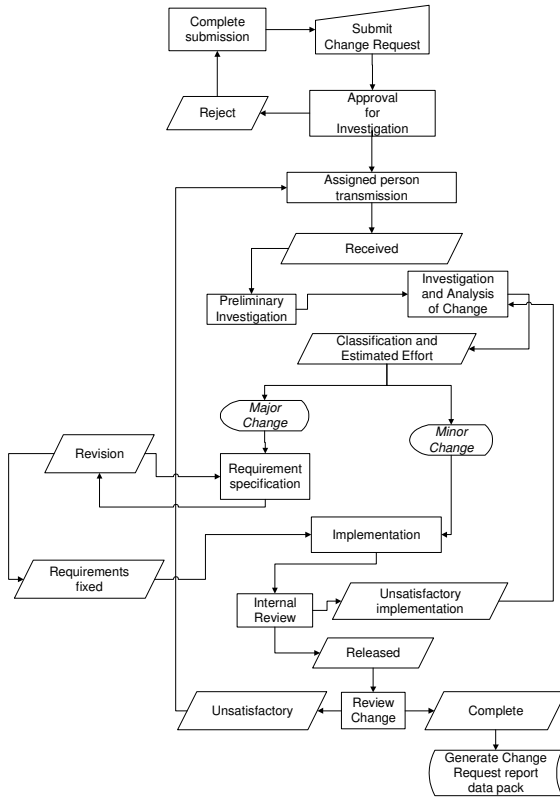 Complete
submission
Submit
Change Request
Approval
for
Investigation
Reject
Assigned person
transmission
Received
Preliminary
Investigation
Investigation
and Analysis
of Change
Classification and
Estimated Effort
Major
Change
Minor
Change
Revision
Requirement
specification
Implementation
Requirements
fixed
Internal
Review
Unsatisfactory
implementation
Released
Unsatisfactory
Review
Change
Complete
Generate Change
Request report
data pack